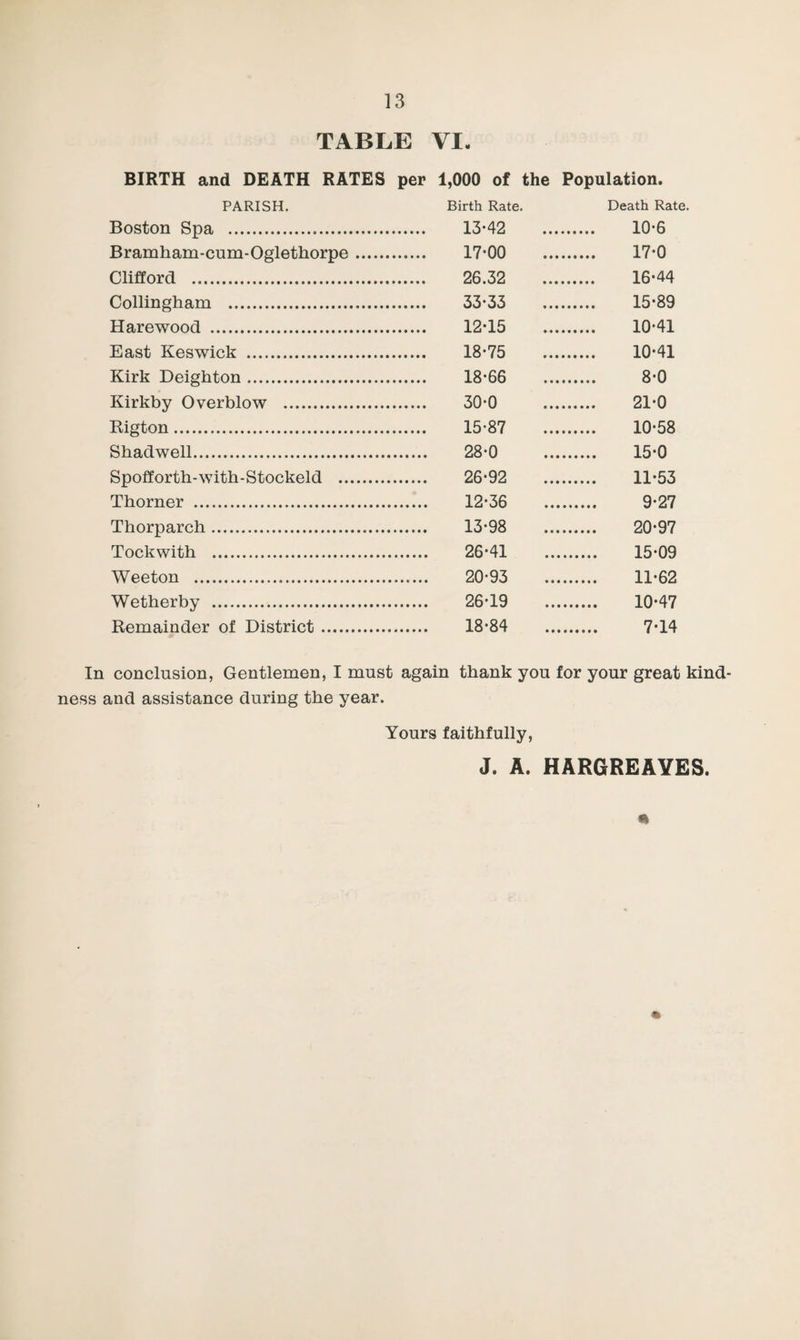 13
TABLE VI.
BIRTH and DEATH RATES per 1,000 of the Population.
PARISH. Birth Rate. Death Rate.
Boston Spa ................................. 13·42 ......... 10·6
Bramham-cum-Oglethorpe ............ 17·00 ......... 17·0
Clifford ....................................... 26.32 ......... 16·44
Collingham ................................. 33·33 ......... 15·89
Harewood .................................... 12·15 ......... 10·41
East Keswick .............................. 18·75 ......... 10·41
Kirk Deighton .............................. 18·66 ......... 8·0
Kirkby Overblow ........................ 30·0 ......... 21·0
Rigton .......................................... 15·87 ......... 10·58
Shadwell....................................... 28·0 ......... 15·0
Spofforth-with-Stockeld ............... 26·92 ......... 11·53
Thorner ....................................... 12·36 ......... 9·27
Thorparch .................................... 13·98 ......... 20·97
Tockwith .................................... 26·41 ......... 15·09
Weeton ....................................... 20·93 ......... 11·62
Wetherby .................................... 26·19 ......... 10·47
Remainder of District .................. 18·84 ......... 7·14
In conclusion, Gentlemen, I must again thank you for your great kind-
ness and assistance during the year.
Yours faithfully,
J. A. HARGREAVES.